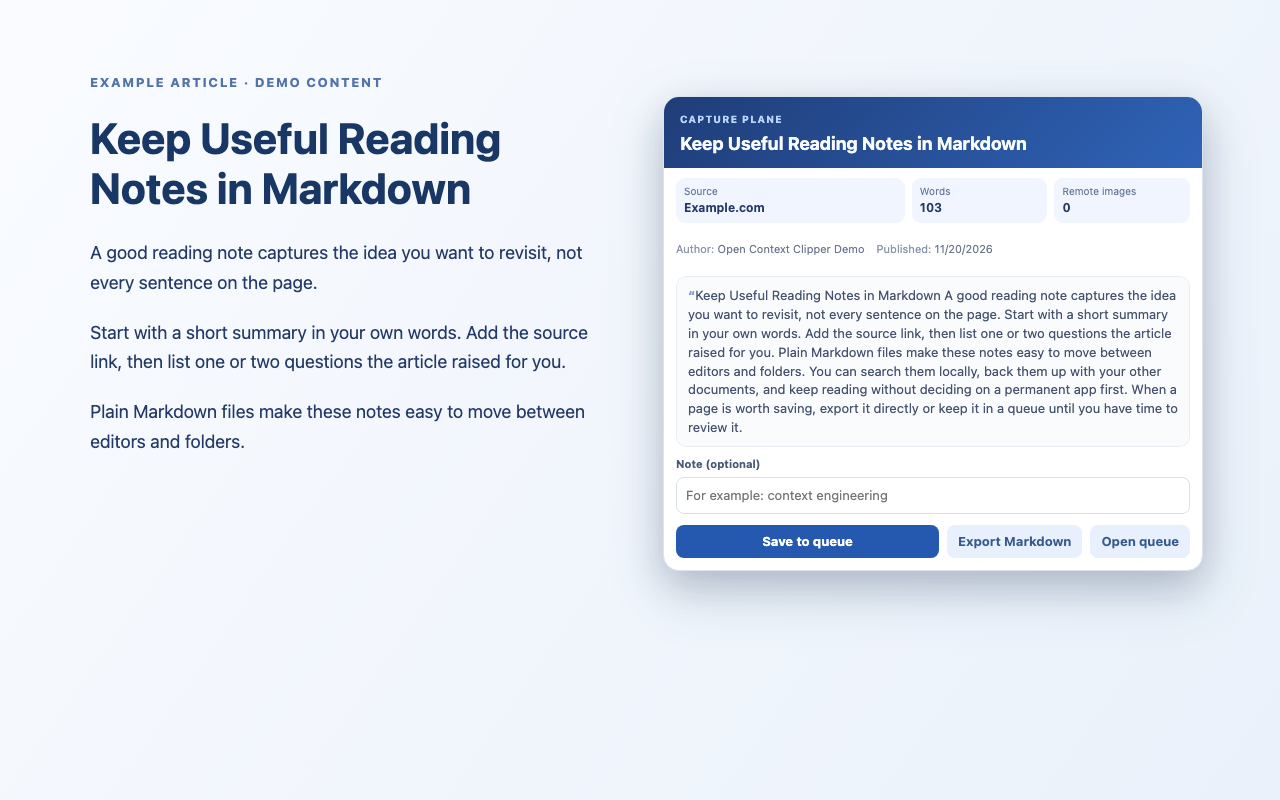 EXAMPLE ARTICLE · DEMO CONTENT
Keep Useful Reading
Notes in Markdown
A good reading note captures the idea you want to revisit, not
every sentence on the page.
Start with a short summary in your own words. Add the source
link, then list one or two questions the article raised for you.
Plain Markdown files make these notes easy to move between
editors and folders.
CAPTURE PLANE
Keep Useful Reading Notes in Markdown
Source
Example.com
Words
103
Remote images
0
Author: Open Context Clipper Demo Published: 11/20/2026
“Keep Useful Reading Notes in Markdown A good reading note captures the idea
you want to revisit, not every sentence on the page. Start with a short summary
in your own words. Add the source link, then list one or two questions the article
raised for you. Plain Markdown files make these notes easy to move between
editors and folders. You can search them locally, back them up with your other
documents, and keep reading without deciding on a permanent app first. When a
page is worth saving, export it directly or keep it in a queue until you have time to
review it.
Note (optional)
For example: context engineering
Save to queue
Export Markdown
Open queue